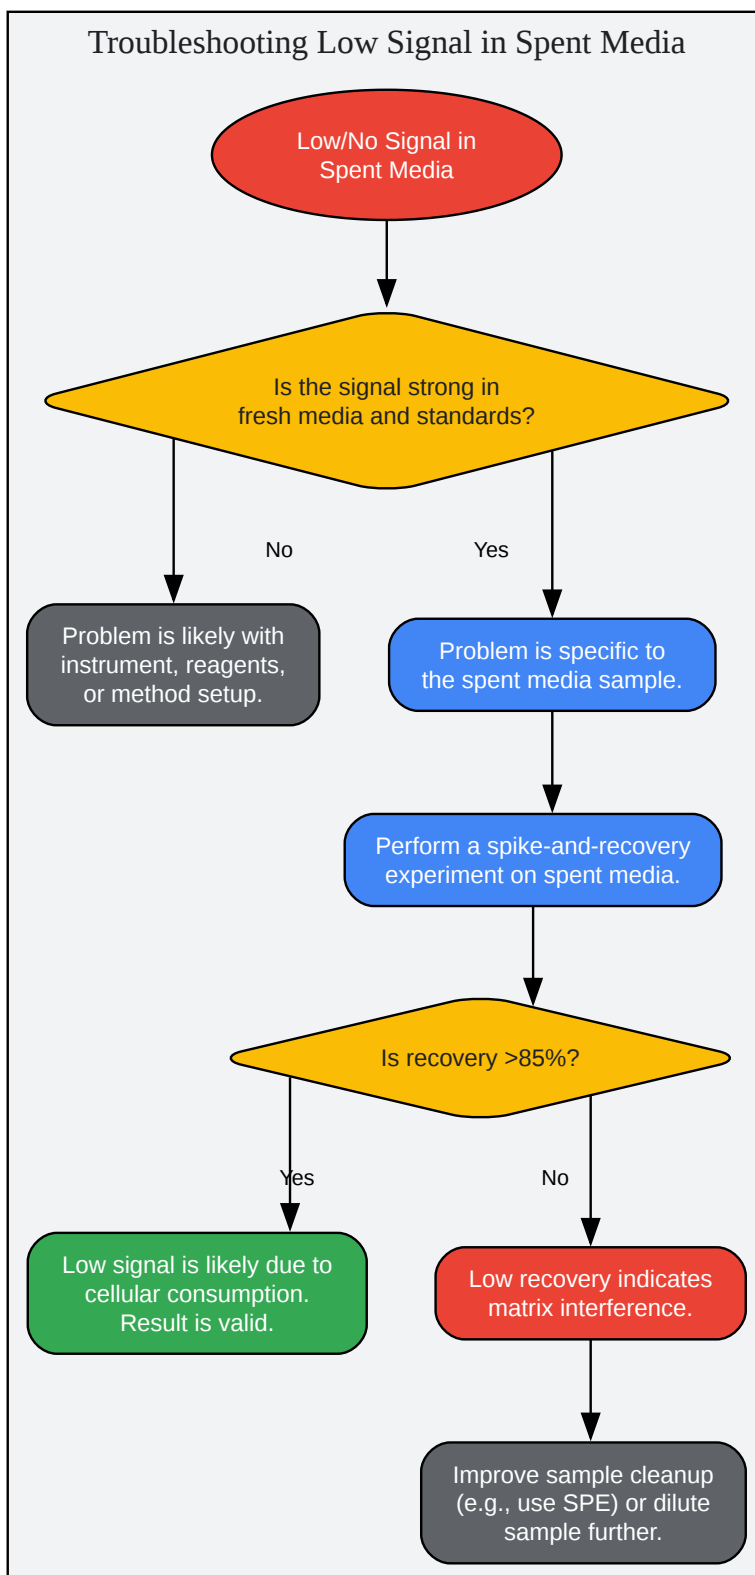 Troubleshooting Low Signal in Spent Media
Low/No Signal in
Spent Media
Is the signal strong in
fresh media and standards?
No
Yes
Problem is likely with
instrument, reagents,
or method setup.
Problem is specific to
the spent media sample.
Perform a spike-and-recovery
experiment on spent media.
Is recovery >85%?
Yes
No
Low signal is likely due to
cellular consumption.
Result is valid.
Low recovery indicates
matrix interference.
Improve sample cleanup
(e.g., use SPE) or dilute
sample further.